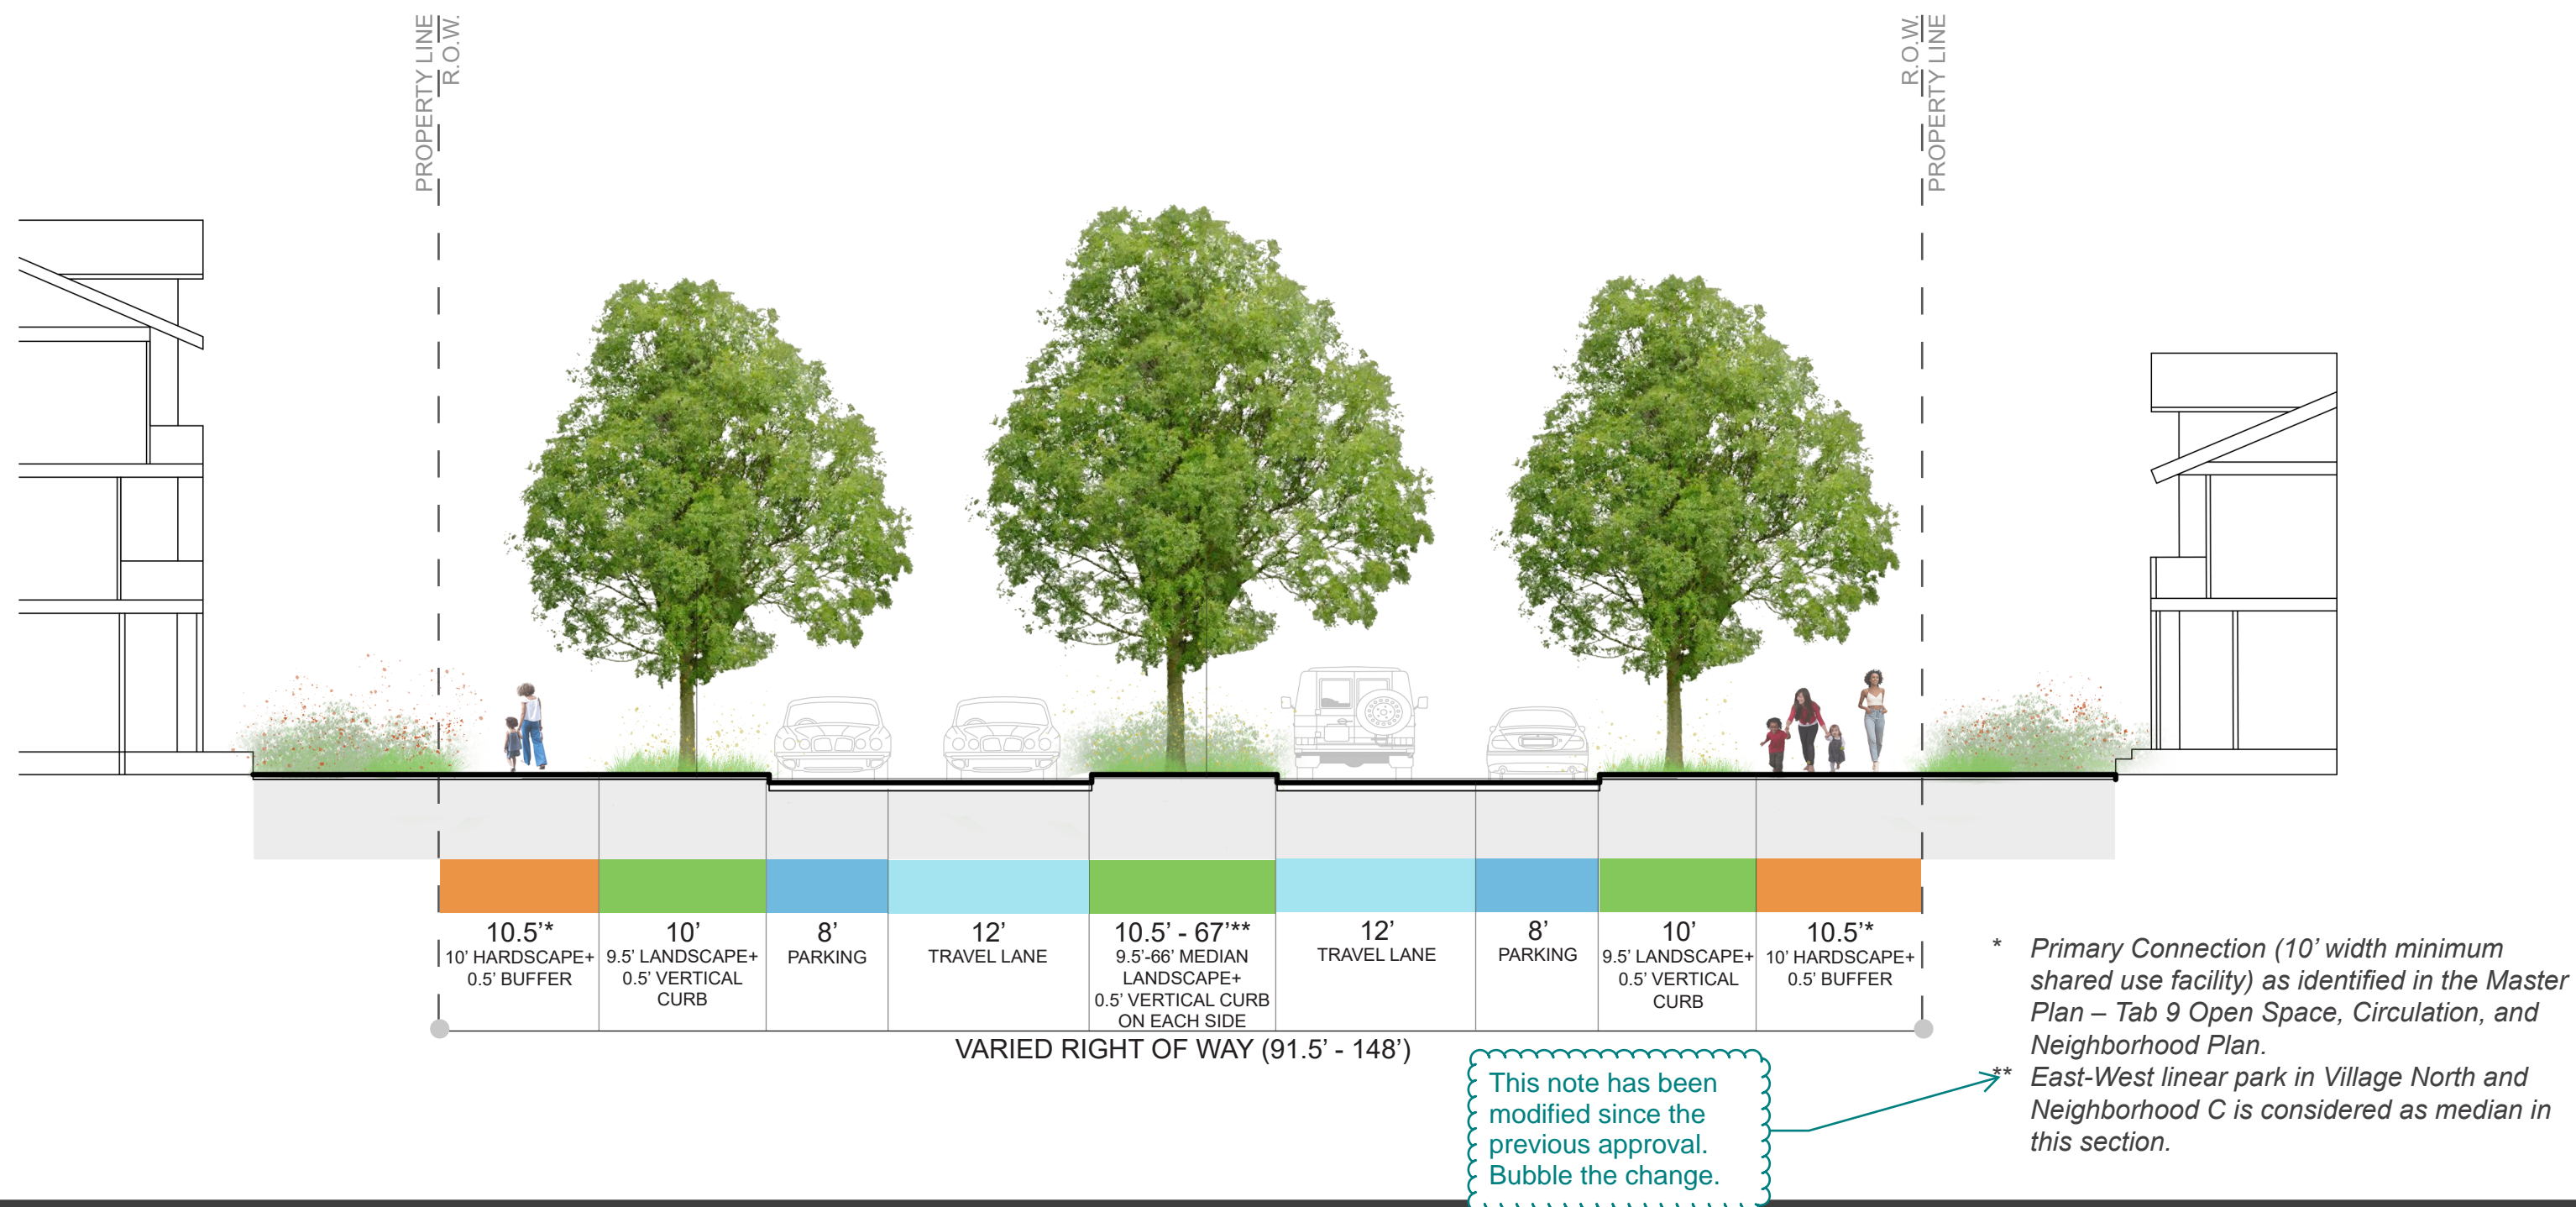 PROPERTY LINE
R.O.W.
R.O.W.
PROPERTY LINE
10.5’*
10’ HARDSCAPE+
0.5’ BUFFER
10’
9.5’ LANDSCAPE+
0.5’ VERTICAL
CURB
8’
PARKING
12’
TRAVEL LANE
10.5’ - 67’**
9.5’-66’ MEDIAN
LANDSCAPE+
0.5’ VERTICAL CURB
ON EACH SIDE
12’
TRAVEL LANE
8’
PARKING
10’
9.5’ LANDSCAPE+
0.5’ VERTICAL
CURB
10.5’*
10’ HARDSCAPE+
0.5’ BUFFER
VARIED RIGHT OF WAY (91.5’ - 148’)
* Primary Connection (10’ width minimum
shared use facility) as identified in the Master
Plan – Tab 9 Open Space, Circulation, and
Neighborhood Plan.
** East-West linear park in Village North and
Neighborhood C is considered as median in
this section.
This note has been
modified since the
previous approval.
Bubble the change.